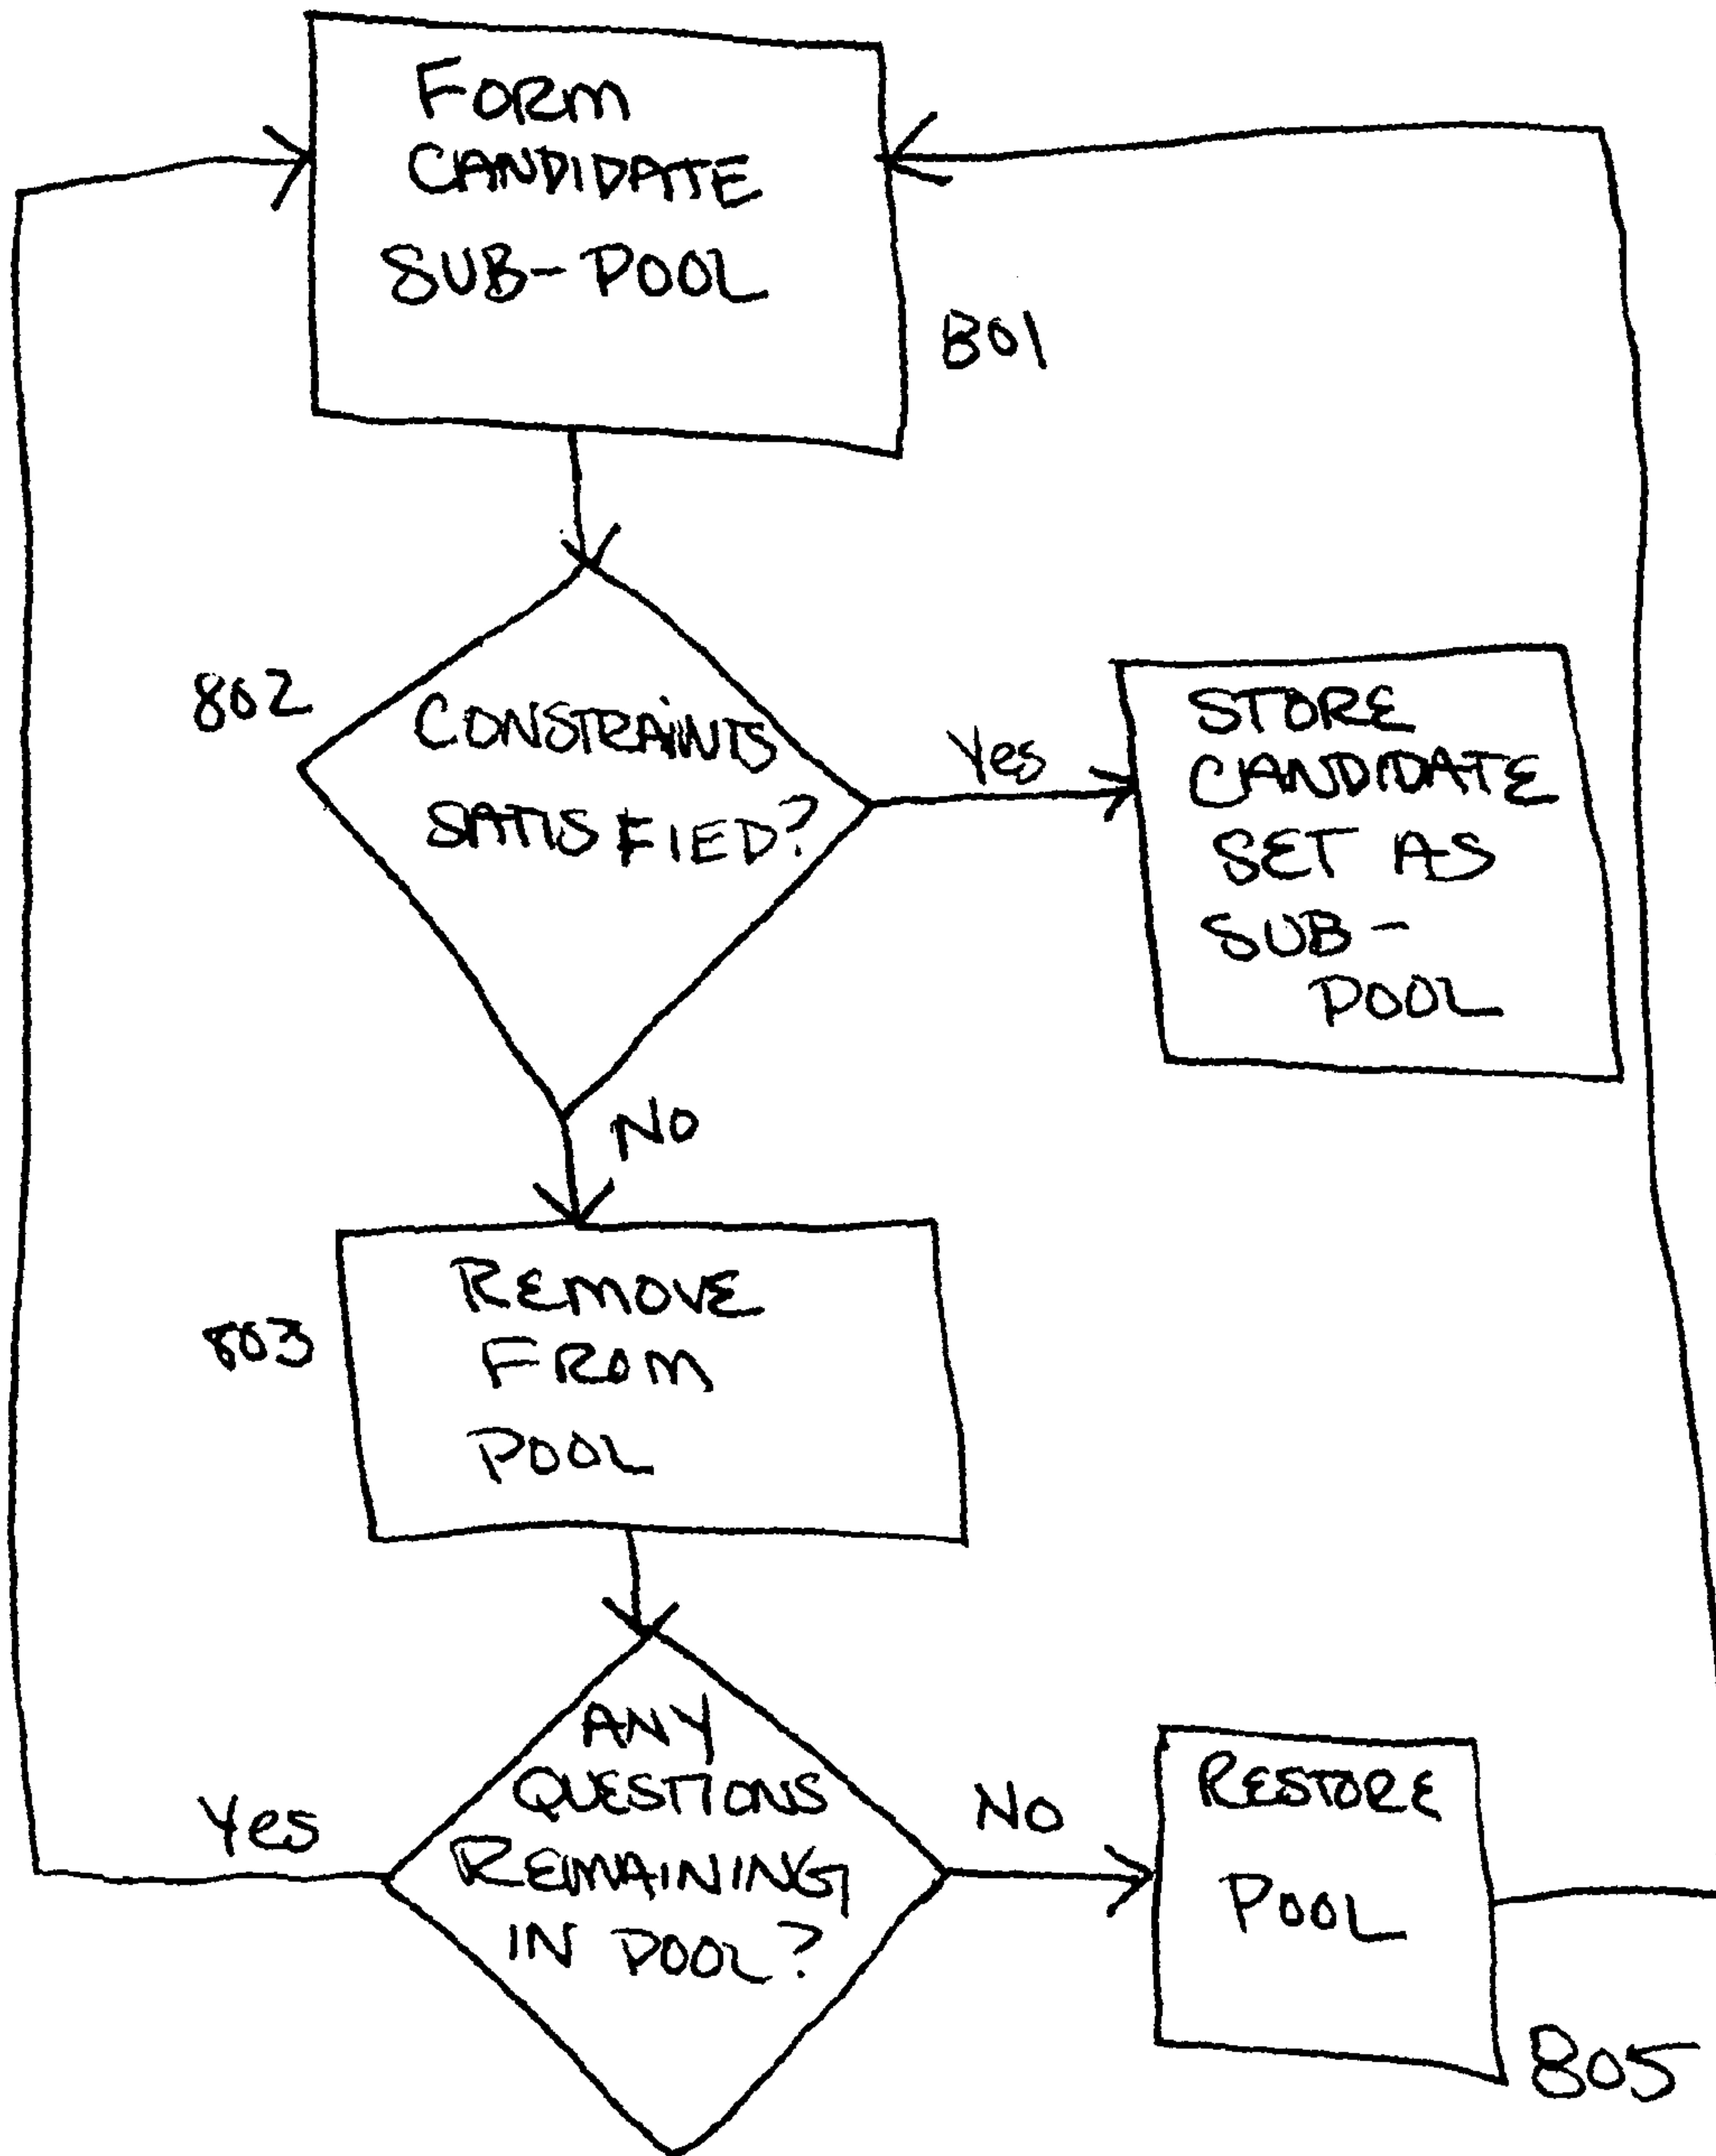 FORM
CANDIDATE
SUB-POOL
801
802
CONSTRAINTS
SATISFIED?
Yes
STORE
CANDIDATE
SET AS
SUB-
POOL
NO
803
REMOVE
FROM
POOL
ANY
QUESTIONS
REMAINING
IN POOL?
Yes
NO
RESTORE
POOL
805